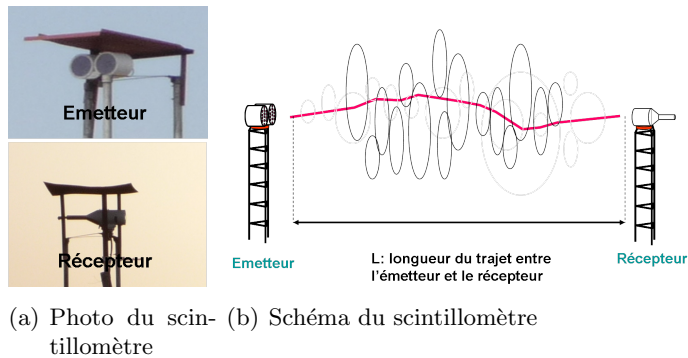 Emetteur
Récepteur
Emetteur
L: longueur du trajet entre
l'émetteur et le récepteur
Récepteur
(a) Photo du scin-
tillomètre
(b) Schéma du scintillomètre